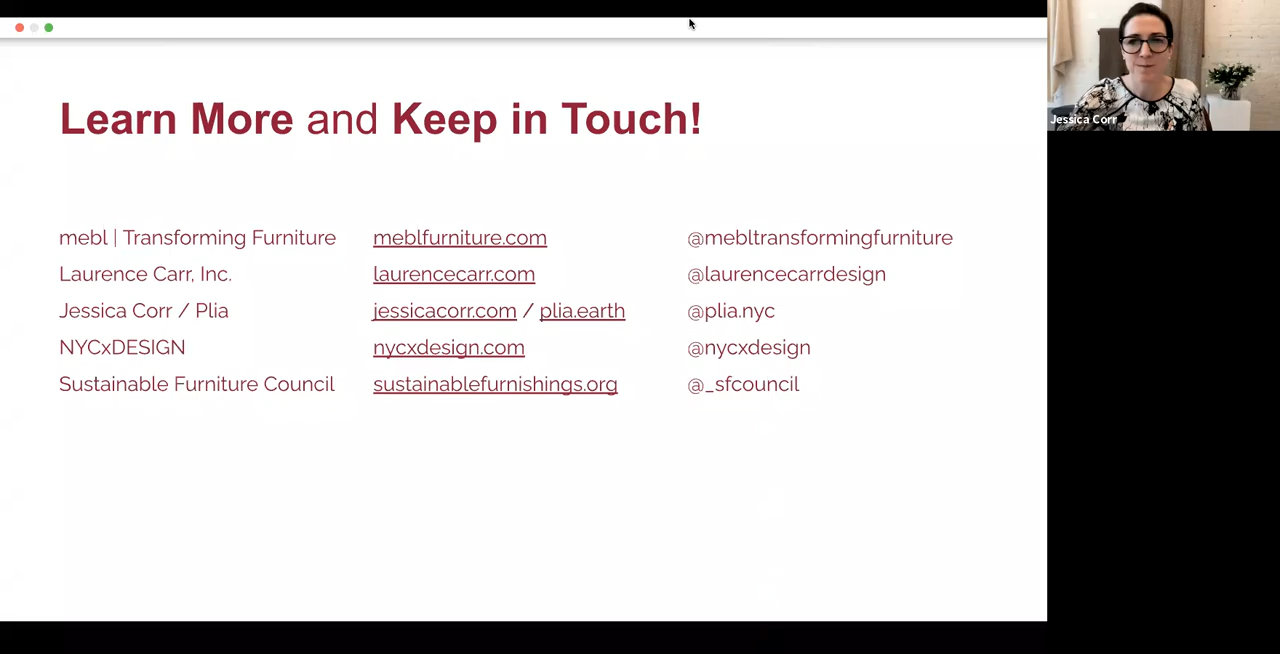 Learn More and Keep in Touch!
mebl | Transforming Furniture meblfurniture.com @mebltransformingfurniture
Laurence Carr, Inc. laurencecarr.com @laurencecarrdesign
Jessica Corr / Plia jessicacorr.com / plia.earth @plia.nyc
NYCxDESIGN nycxdesign.com @nycxdesign
Sustainable Furniture Council sustainablefurnishings.org @_sfcouncil
Jessica Corr